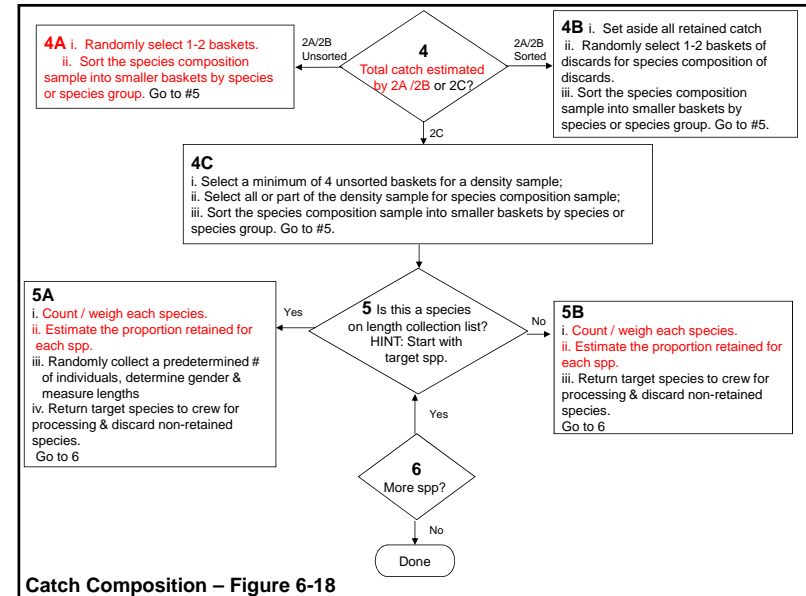 4A i. Randomly select 1-2 baskets.
ii. Sort the species composition
sample into smaller baskets by species
or species group. Go to #5
2A/2B
Unsorted
4
Total catch estimated
by 2A /2B or 2C?
2A/2B
Sorted
4B i. Set aside all retained catch
ii. Randomly select 1-2 baskets of
discards for species composition of
discards.
iii. Sort the species composition
sample into smaller baskets by
species or species group. Go to #5.
2C
4C
i. Select a minimum of 4 unsorted baskets for a density sample;
ii. Select all or part of the density sample for species composition sample;
iii. Sort the species composition sample into smaller baskets by species or
species group. Go to #5.
5A
i. Count / weigh each species.
ii. Estimate the proportion retained for
each spp.
iii. Randomly collect a predetermined #
of individuals, determine gender &
measure lengths
iv. Return target species to crew for
processing & discard non-retained
species.
Go to 6
Yes
5 Is this a species
on length collection list?
HINT: Start with
target spp.
No
5B
i. Count / weigh each species.
ii. Estimate the proportion retained for
each spp.
iii. Return target species to crew for
processing & discard non-retained
species.
Go to 6
Yes
6
More spp?
No
Done
Catch Composition – Figure 6-18